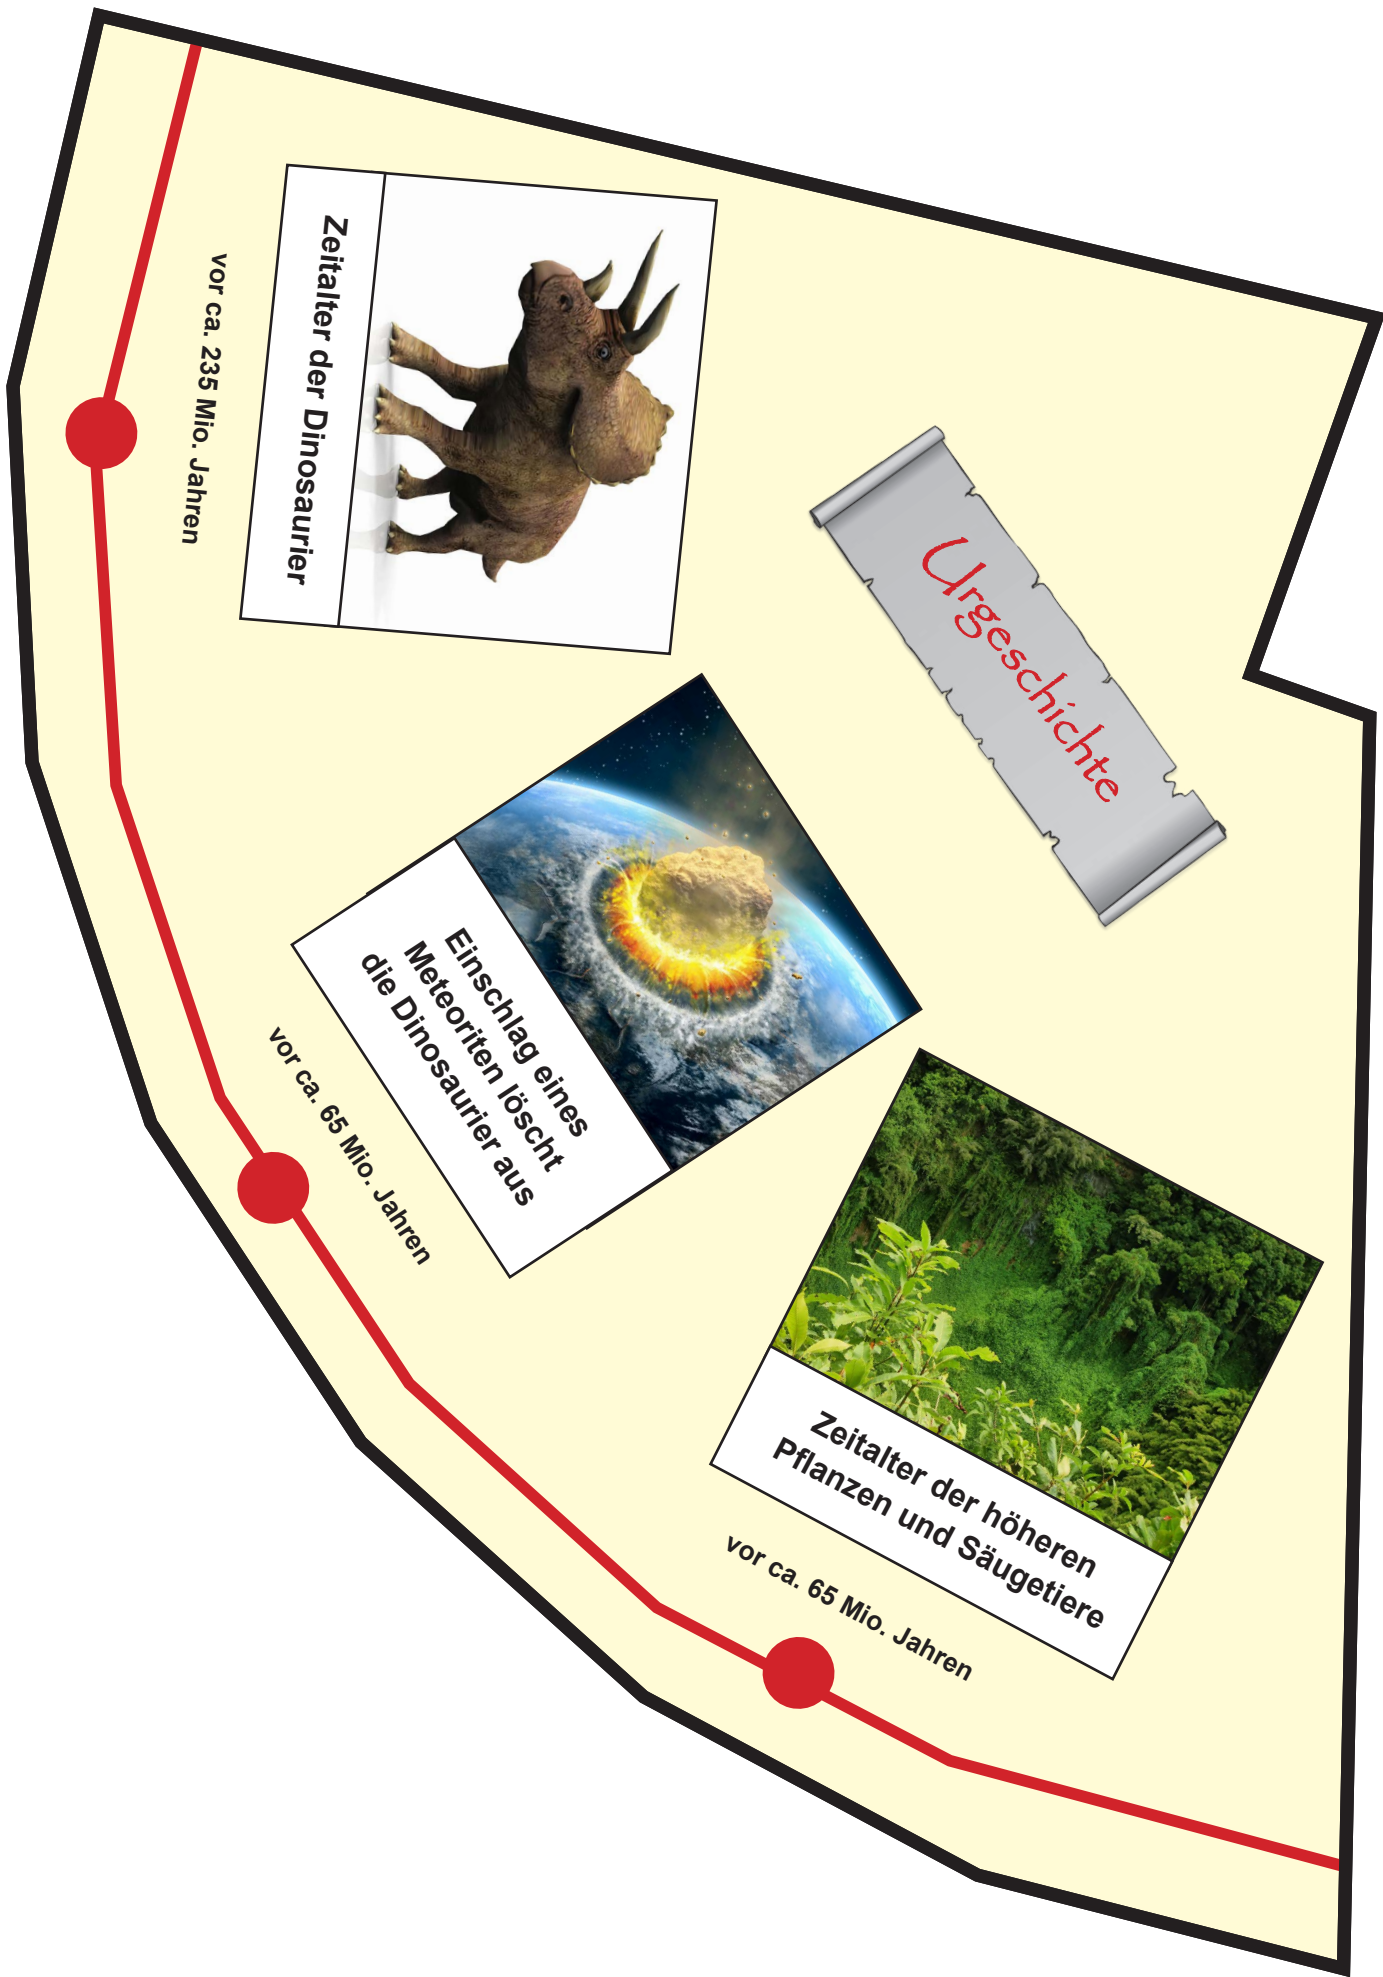 Urgeschichte
Zeitalter der Dinosaurier
vor ca. 235 Mio. Jahren
Einschlag eines
Meteoriten löscht
die Dinosaurier aus
vor ca. 65 Mio. Jahren
Zeitalter der höheren
Pflanzen und Säugetiere
vor ca. 65 Mio. Jahren